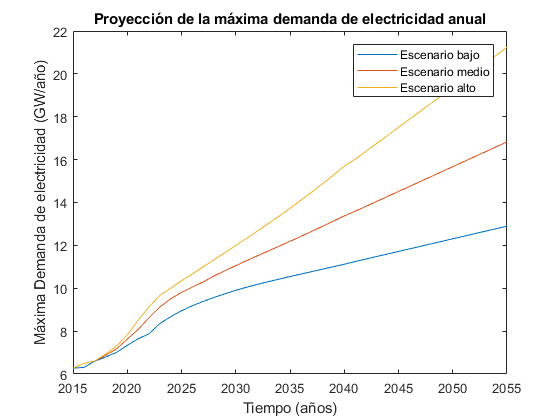 Proyección de la máxima demanda de electricidad anual
Máxima Demanda de electricidad (GW/año)
22
20
18
16
14
12
10
8
6
Escenario bajo
Escenario medio
Escenario alto
2015 2020 2025 2030 2035 2040 2045 2050 2055
Tiempo (años)